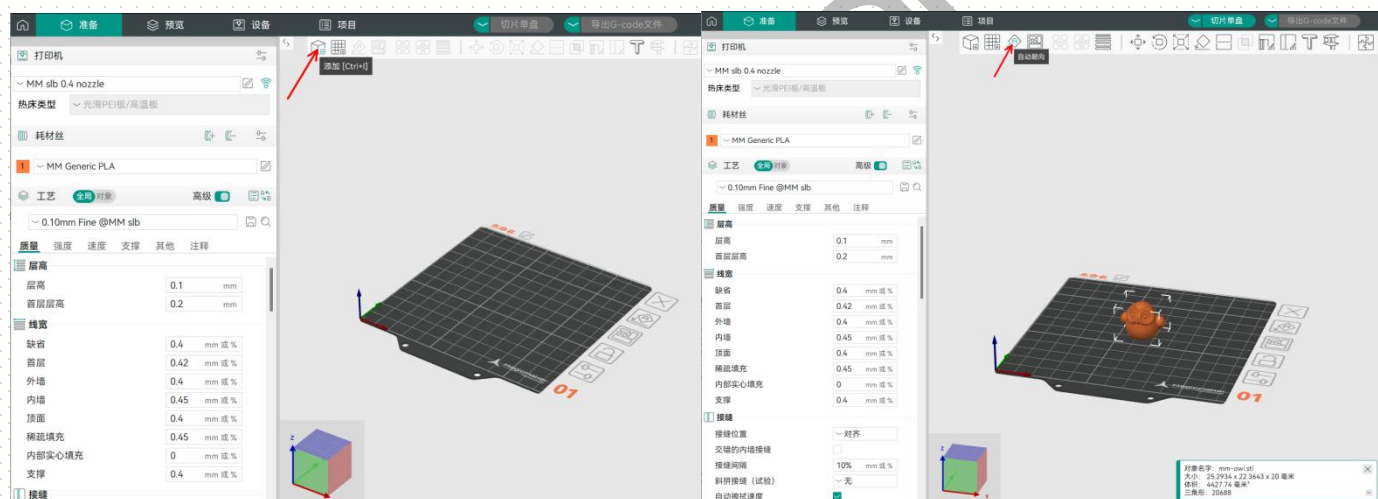 准备
预览
设备
项目
切片单盘
导出G-code文件
打印机
添加 [Ctrl+I]
MM slb 0.4 nozzle
热床类型
光滑PEI板/高温板
耗材丝
1
MM Generic PLA
工艺
全局
对象
高级
0.10mm Fine @MM slb
质量
强度
速度
支撑
其他
注释
层高
层高 0.1 mm
首层层高 0.2 mm
线宽
缺省 0.4 mm 或 %
首层 0.42 mm 或 %
外墙 0.4 mm 或 %
内墙 0.45 mm 或 %
顶面 0.4 mm 或 %
稀疏填充 0.45 mm 或 %
内部实心填充 0 mm 或 %
支撑 0.4 mm 或 %
接缝
01
z
准备
预览
设备
项目
切片单盘
导出G-code文件
打印机
自动朝向
MM slb 0.4 nozzle
热床类型
光滑PEI板/高温板
耗材丝
1
MM Generic PLA
工艺
全局
对象
高级
0.10mm Fine @MM slb
质量
强度
速度
支撑
其他
注释
层高
层高 0.1 mm
首层层高 0.2 mm
线宽
缺省 0.4 mm 或 %
首层 0.42 mm 或 %
外墙 0.4 mm 或 %
内墙 0.45 mm 或 %
顶面 0.4 mm 或 %
稀疏填充 0.45 mm 或 %
内部实心填充 0 mm 或 %
支撑 0.4 mm 或 %
接缝
接缝位置 对齐
交错的内墙接缝
接缝间隔 10% mm 或 %
斜拼接缝（试验） 无
自动擦拭速度
01
z
x
对象名字: mm-owl.stl
大小: 25.2934 x 22.3643 x 20 毫米
体积: 4427.74 毫米³
三角形: 20688